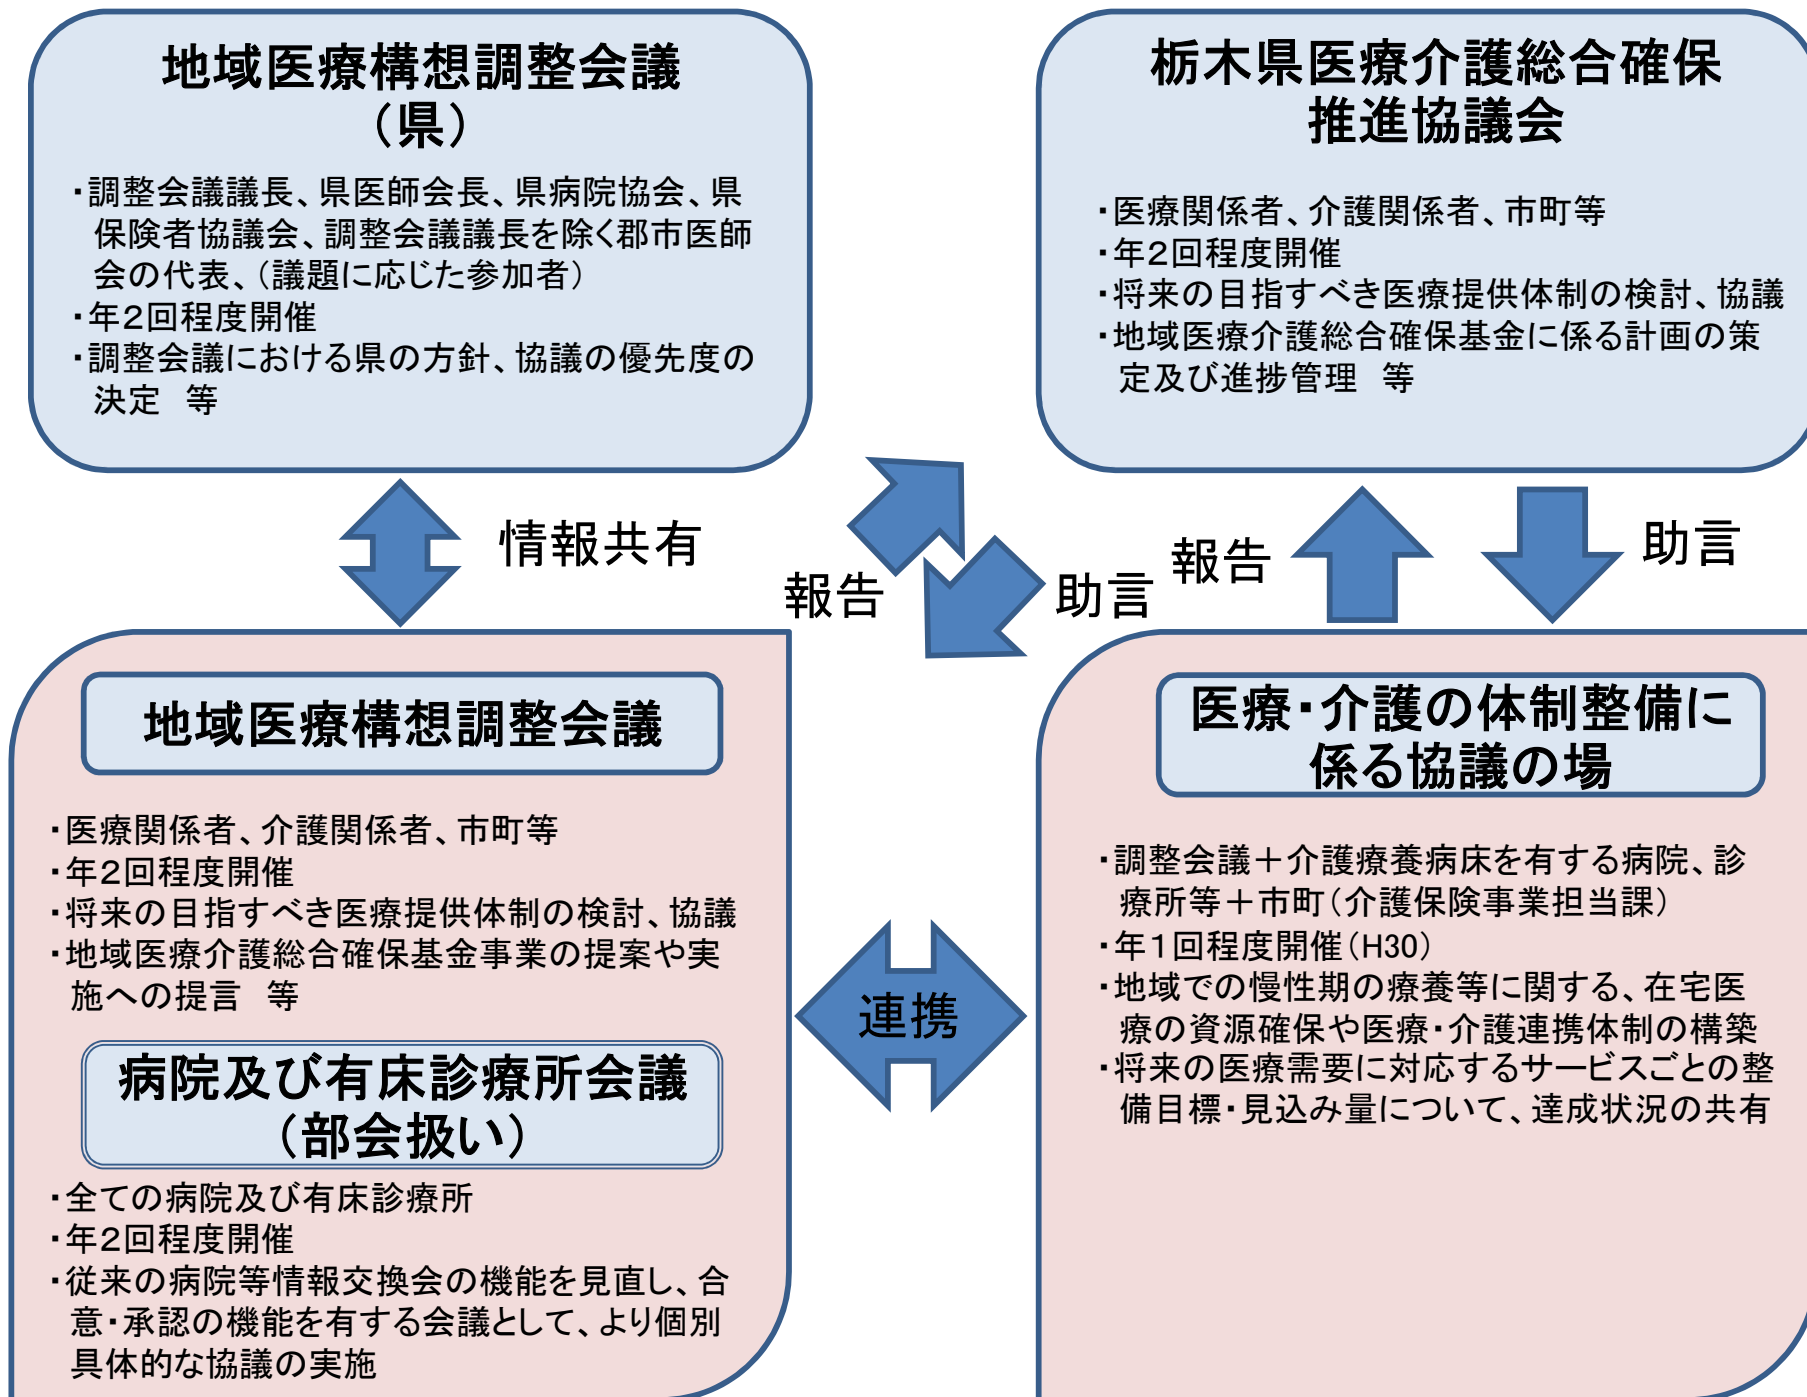 地域医療構想調整会議
（県）
・調整会議議長、県医師会長、県病院協会、県
保険者協議会、調整会議議長を除く郡市医師
会の代表、（議題に応じた参加者）
・年２回程度開催
・調整会議における県の方針、協議の優先度の
決定　等
栃木県医療介護総合確保
推進協議会
・医療関係者、介護関係者、市町等
・年２回程度開催
・将来の目指すべき医療提供体制の検討、協議
・地域医療介護総合確保基金に係る計画の策
定及び進捗管理　等
情報共有
報告
助言
報告
助言
地域医療構想調整会議
・医療関係者、介護関係者、市町等
・年２回程度開催
・将来の目指すべき医療提供体制の検討、協議
・地域医療介護総合確保基金事業の提案や実
施への提言　等
病院及び有床診療所会議
（部会扱い）
・全ての病院及び有床診療所
・年２回程度開催
・従来の病院等情報交換会の機能を見直し、合
意・承認の機能を有する会議として、より個別
具体的な協議の実施
連携
医療・介護の体制整備に
係る協議の場
・調整会議＋介護療養病床を有する病院、診
療所等＋市町（介護保険事業担当課）
・年１回程度開催（H30）
・地域での慢性期の療養等に関する、在宅医
療の資源確保や医療・介護連携体制の構築
・将来の医療需要に対応するサービスごとの整
備目標・見込み量について、達成状況の共有